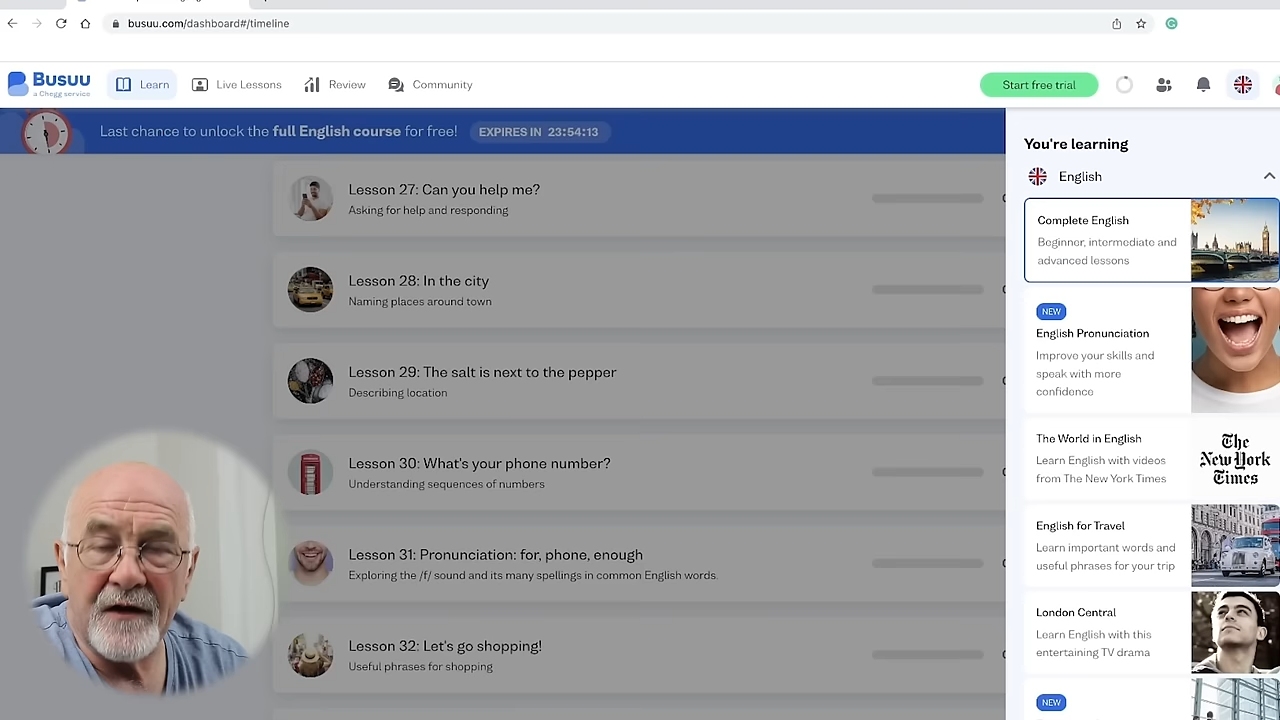 busuu.com/dashboard#/timeline
Busuu
a Chegg service
Learn
Live Lessons
Review
Community
Start free trial
Last chance to unlock the full English course for free!
EXPIRES IN 23:54:13
Lesson 27: Can you help me?
Asking for help and responding
Lesson 28: In the city
Naming places around town
Lesson 29: The salt is next to the pepper
Describing location
Lesson 30: What's your phone number?
Understanding sequences of numbers
Lesson 31: Pronunciation: for, phone, enough
Exploring the /f/ sound and its spellings in common English words.
Lesson 32: Let's go shopping!
Useful phrases for shopping
You're learning
English
Complete English
Beginner, intermediate and
advanced lessons
NEW
English Pronunciation
Improve your skills and
speak with more
confidence
The World in English
Learn English with videos
from The New York Times
The
New York
Times
English for Travel
Learn important words and
useful phrases for your trip
London Central
Learn English with this
entertaining TV drama
NEW